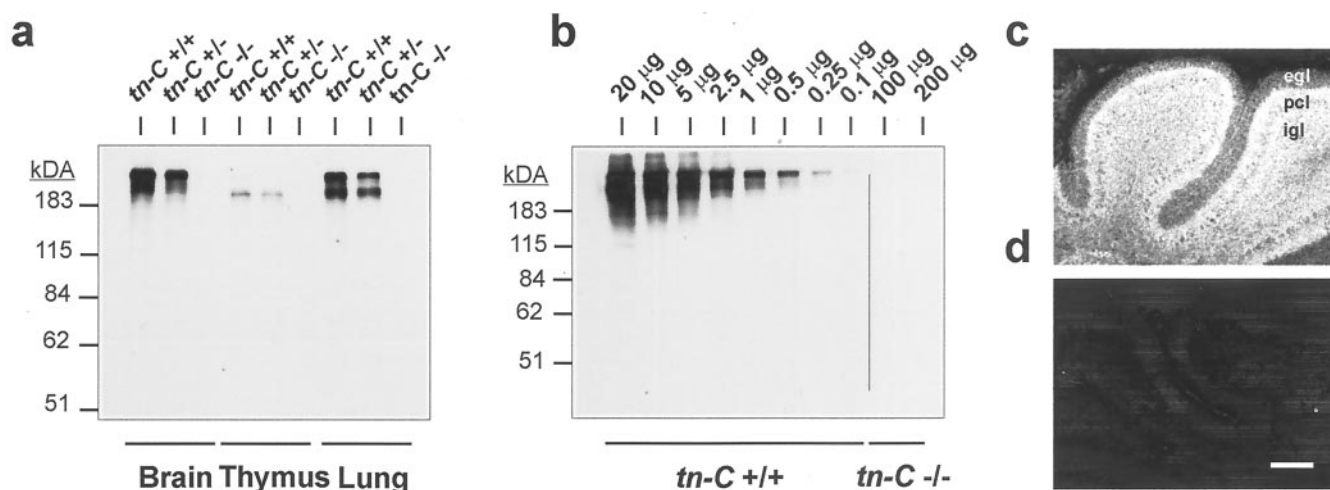 a
tn-C +/+
tn-C +/-
tn-C -/-
tn-C +/+
tn-C +/-
tn-C -/-
tn-C +/+
tn-C +/-
tn-C -/-
kDA
183
115
84
62
51
Brain Thymus Lung
b
20 µg
10 µg
5 µg
2.5 µg
1 µg
0.5 µg
0.25 µg
0.1 µg
100 µg
200 µg
kDA
183
115
84
62
51
tn-C +/+ tn-C -/-
c
egl
pcl
igl
d